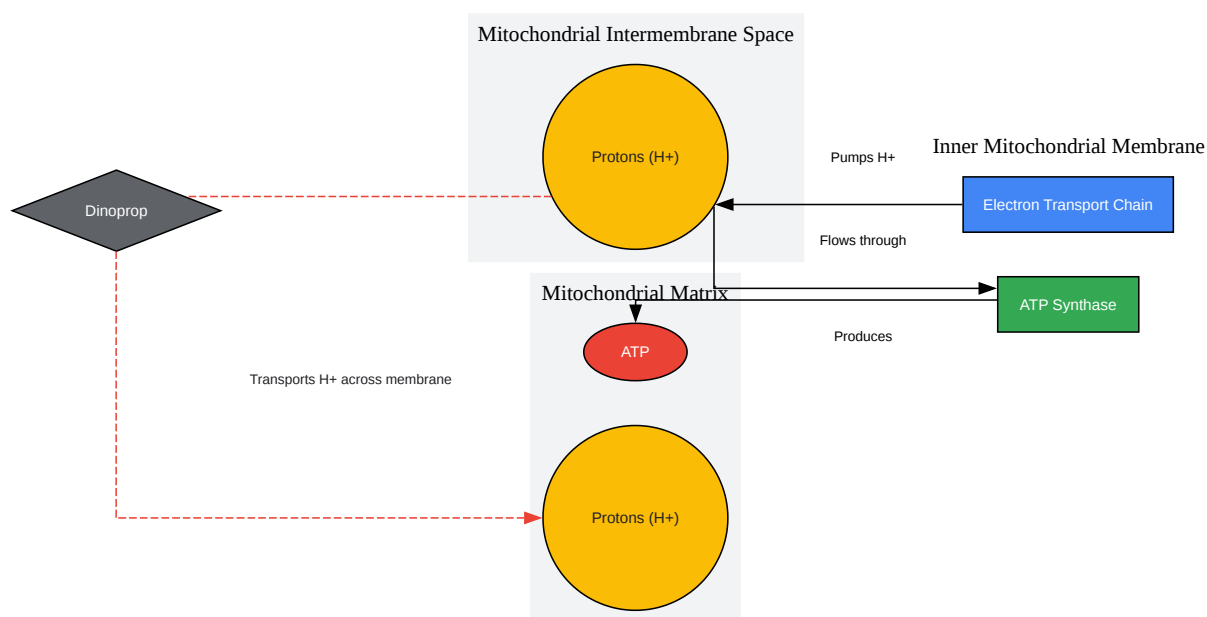 Mitochondrial Intermembrane Space
Protons (H+)
Pumps H+
Inner Mitochondrial Membrane
Dinoprop
Electron Transport Chain
Flows through
Mitochondrial Matrix
ATP Synthase
Produces
ATP
Transports H+ across membrane
Protons (H+)